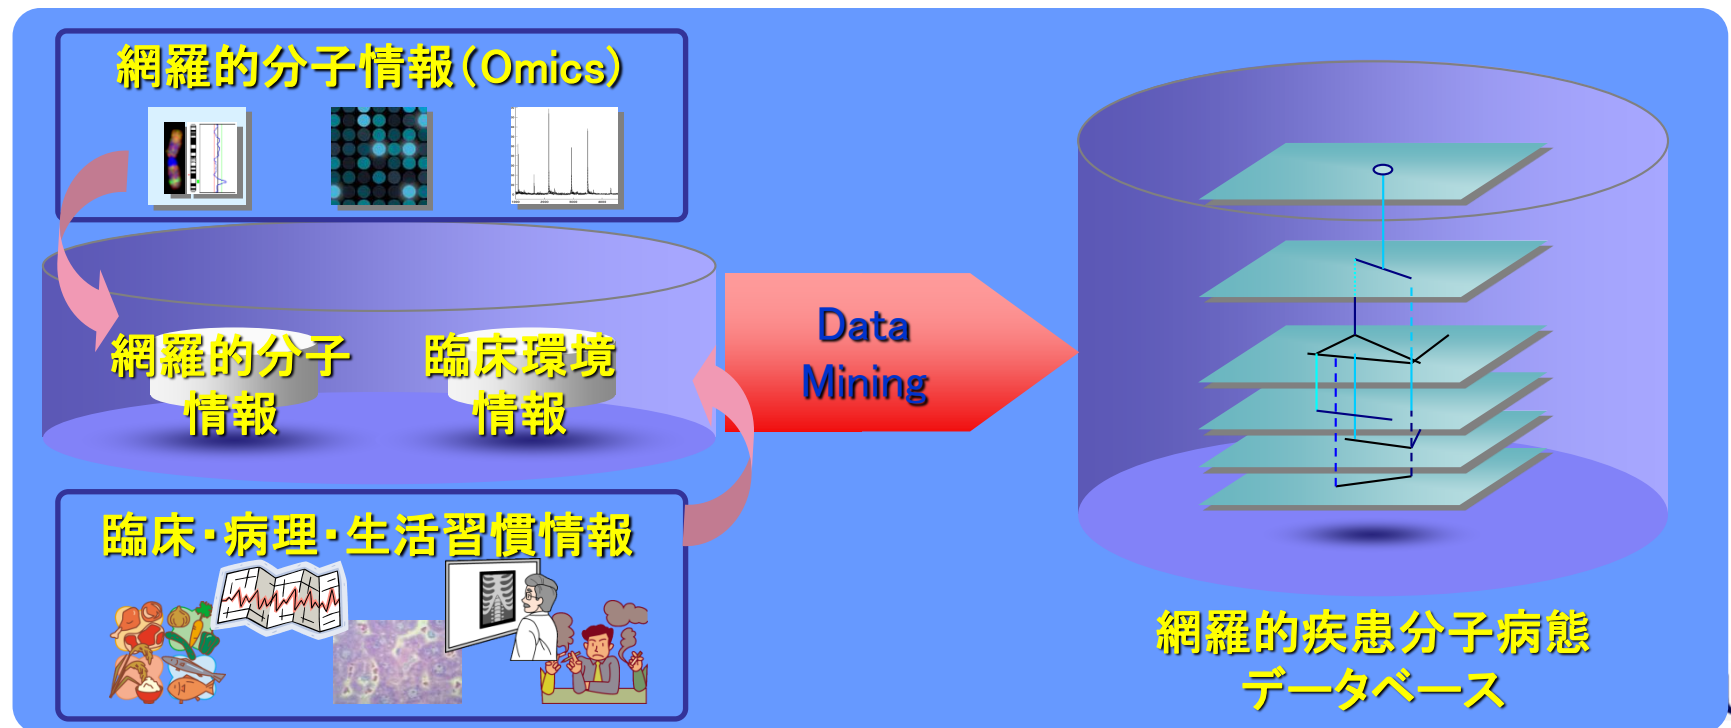 網羅的分子情報（Omics）
網羅的分子
情報
臨床環境
情報
臨床・病理・生活習慣情報
Data
Mining
網羅的疾患分子病態
データベース